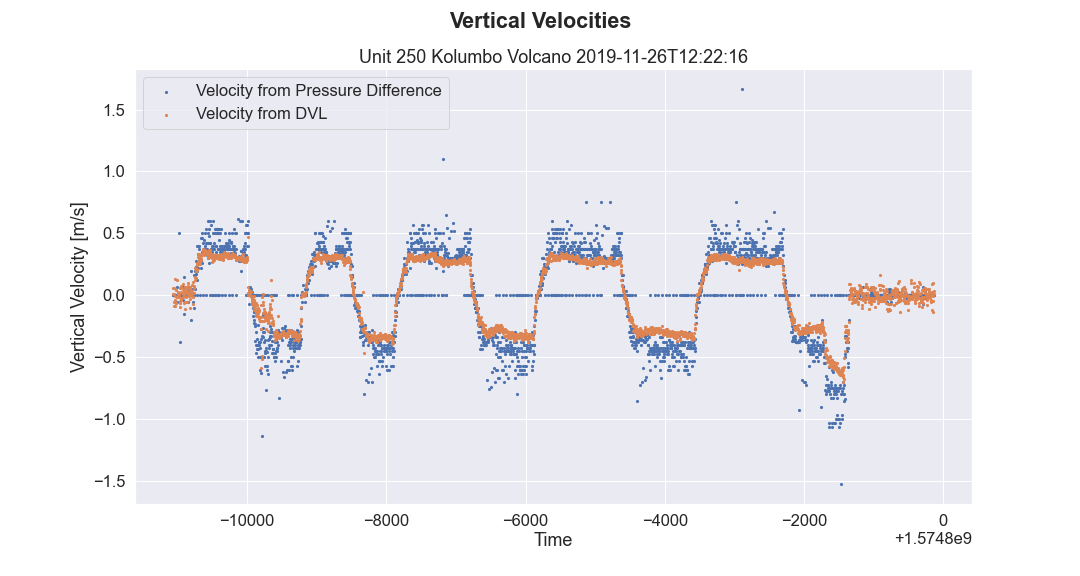 Vertical Velocities
Unit 250 Kolumbo Volcano 2019-11-26T12:22:16
Velocity from Pressure Difference
Velocity from DVL
Vertical Velocity [m/s]
1.5
1.0
0.5
0.0
−0.5
−1.0
−1.5
−10000 −8000 −6000 −4000 −2000 0
Time
+1.5748e9